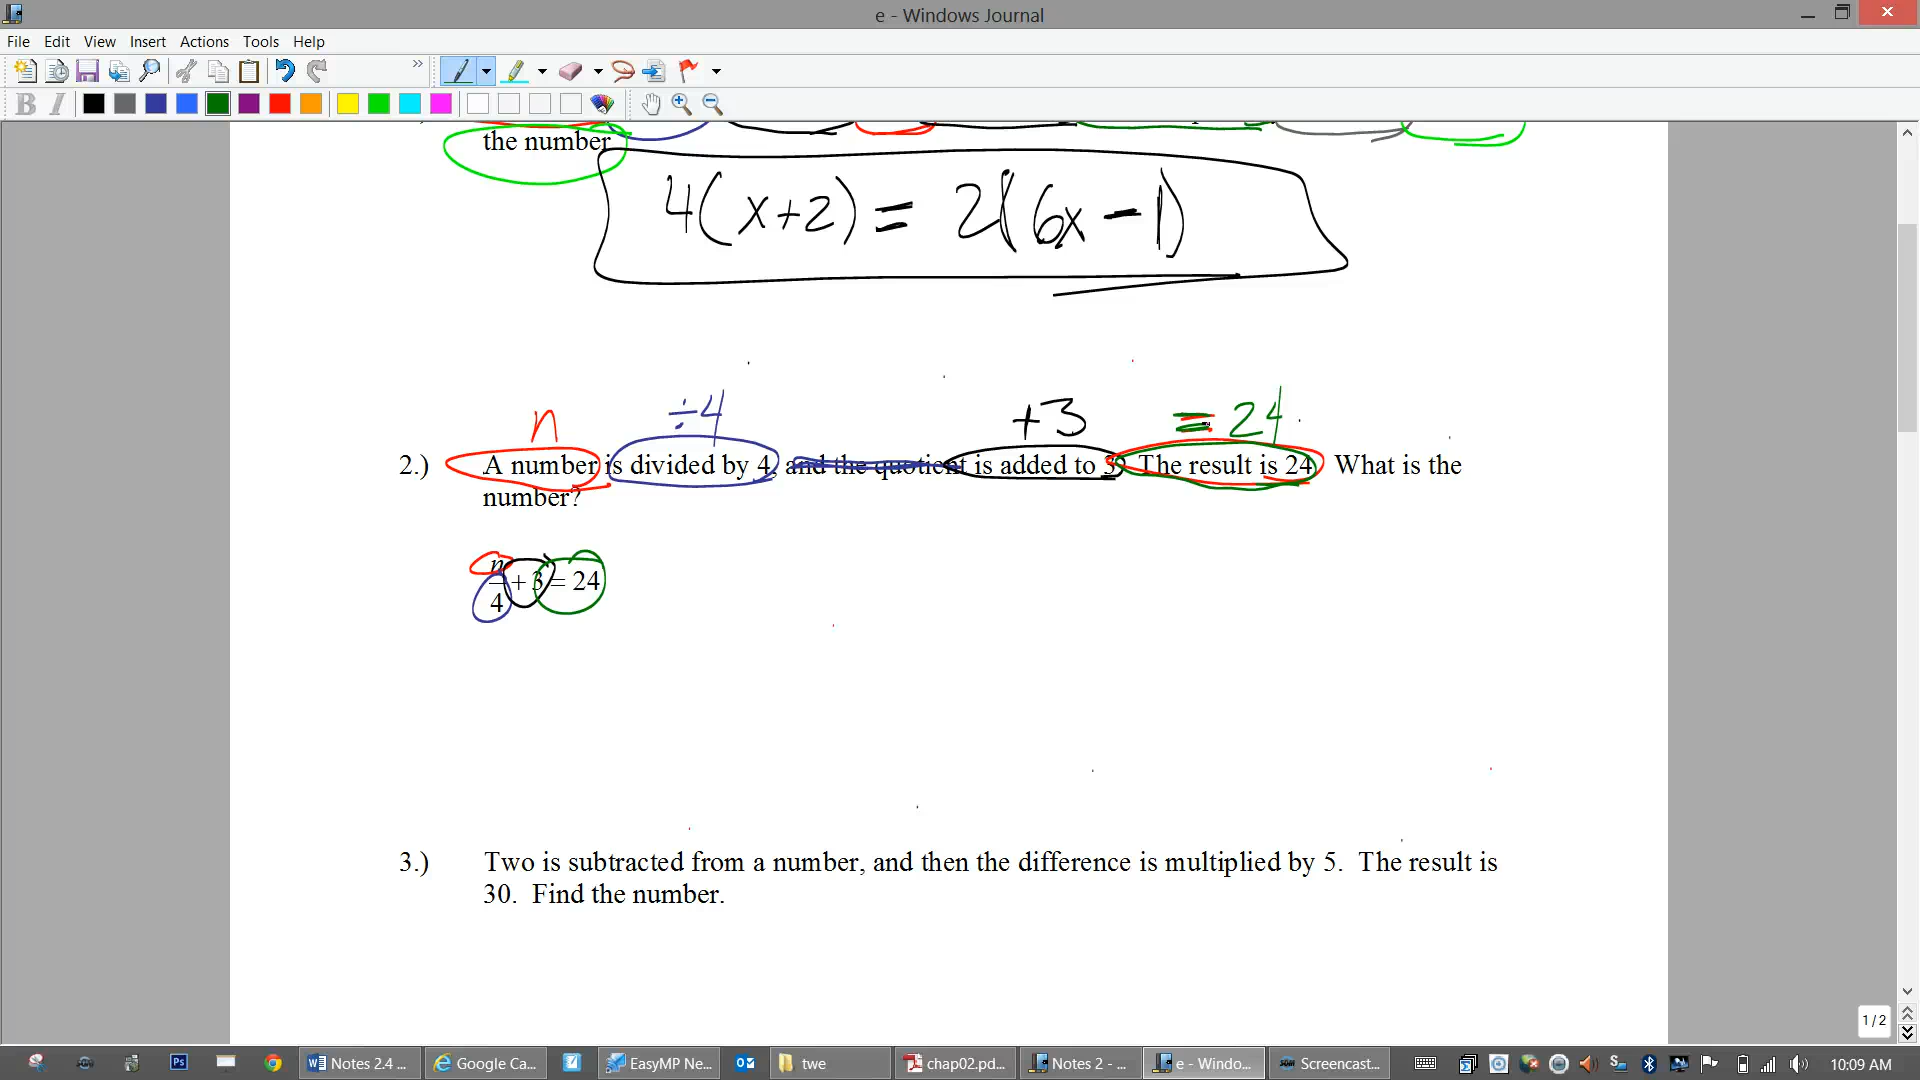 e - Windows Journal
File Edit View Insert Actions Tools Help
B I
the number
4(x+2) = 2(6x-1)
n ÷4 +3 = 24
2.) A number is divided by 4, and the quotient is added to 3. The result is 24. What is the
number?
n
+ 3 = 24
4
3.) Two is subtracted from a number, and then the difference is multiplied by 5. The result is
30. Find the number.
1 / 2
Notes 2.4 ... Google Ca... EasyMP Ne... twe chap02.pd... Notes 2 - ... e - Windo... Screencast... 10:09 AM